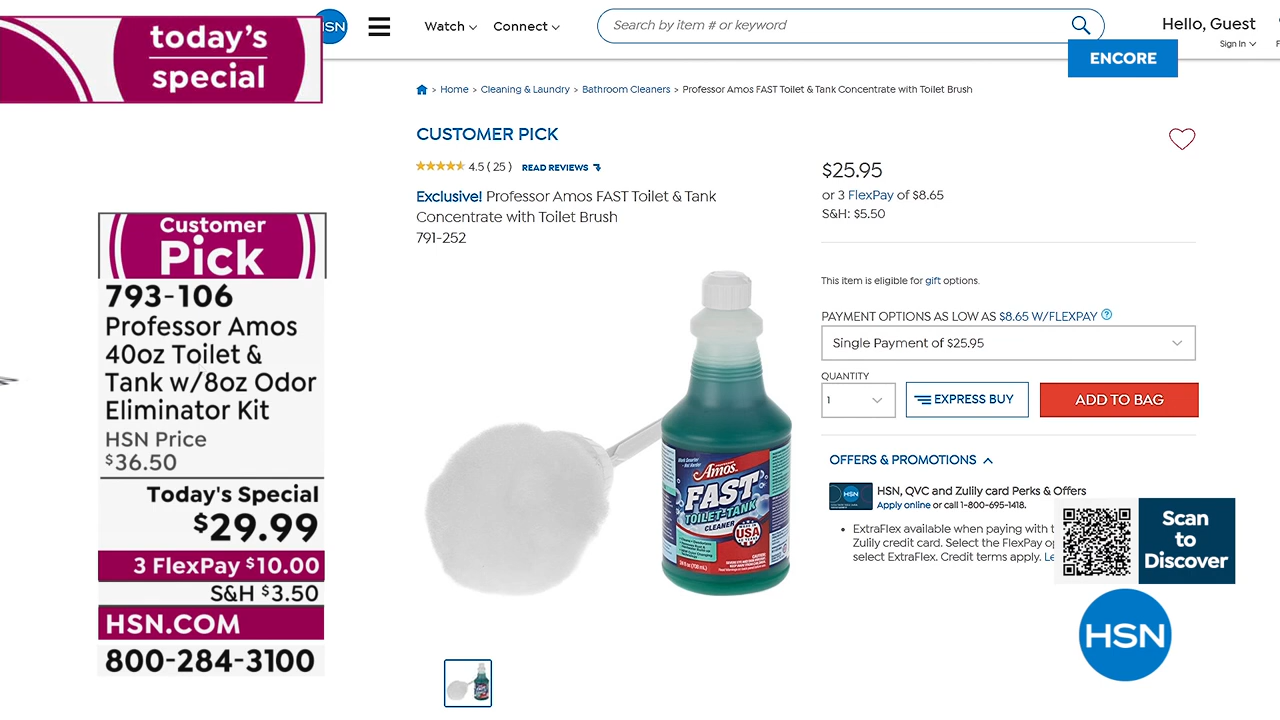 today's
special
HSN
Watch
Connect
Search by item # or keyword
Hello, Guest
Sign In
ENCORE
> Home > Cleaning & Laundry > Bathroom Cleaners > Professor Amos FAST Toilet & Tank Concentrate with Toilet Brush
CUSTOMER PICK
4.5 ( 25 ) READ REVIEWS
Exclusive! Professor Amos FAST Toilet & Tank
Concentrate with Toilet Brush
791-252
$25.95
or 3 FlexPay of $8.65
S&H: $5.50
This item is eligible for gift options.
PAYMENT OPTIONS AS LOW AS $8.65 W/FLEXPAY
Single Payment of $25.95
QUANTITY
1
EXPRESS BUY
ADD TO BAG
OFFERS & PROMOTIONS
HSN
HSN, QVC and Zulily card Perks & Offers
Apply online or call 1-800-695-1418.
• ExtraFlex available when paying with
Zulily credit card. Select the FlexPay
select ExtraFlex. Credit terms apply.
Scan
to
Discover
HSN
Customer
Pick
793-106
Professor Amos
40oz Toilet &
Tank w/8oz Odor
Eliminator Kit
HSN Price
$36.50
Today's Special
$29.99
3 FlexPay $10.00
S&H $3.50
HSN.COM
800-284-3100
Amos
FAST
TOILET-TANK
CLEANER
USA